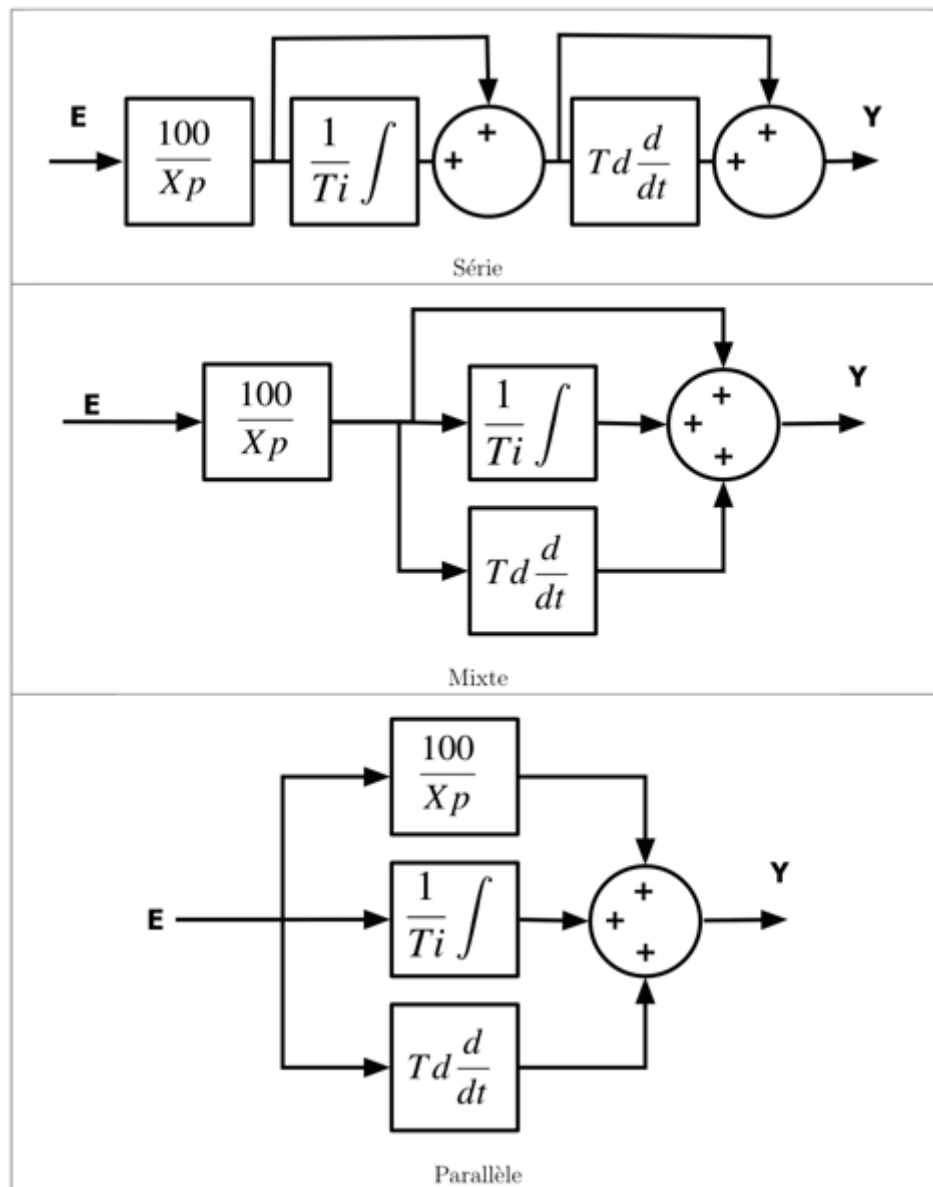 E
100
Xp
1
Ti ∫
+
+
Td d
dt
+
+
Y
Série
E
100
Xp
1
Ti ∫
Td d
dt
+
+
+
Y
Mixte
E
100
Xp
1
Ti ∫
Td d
dt
+
+
+
Y
Parallèle